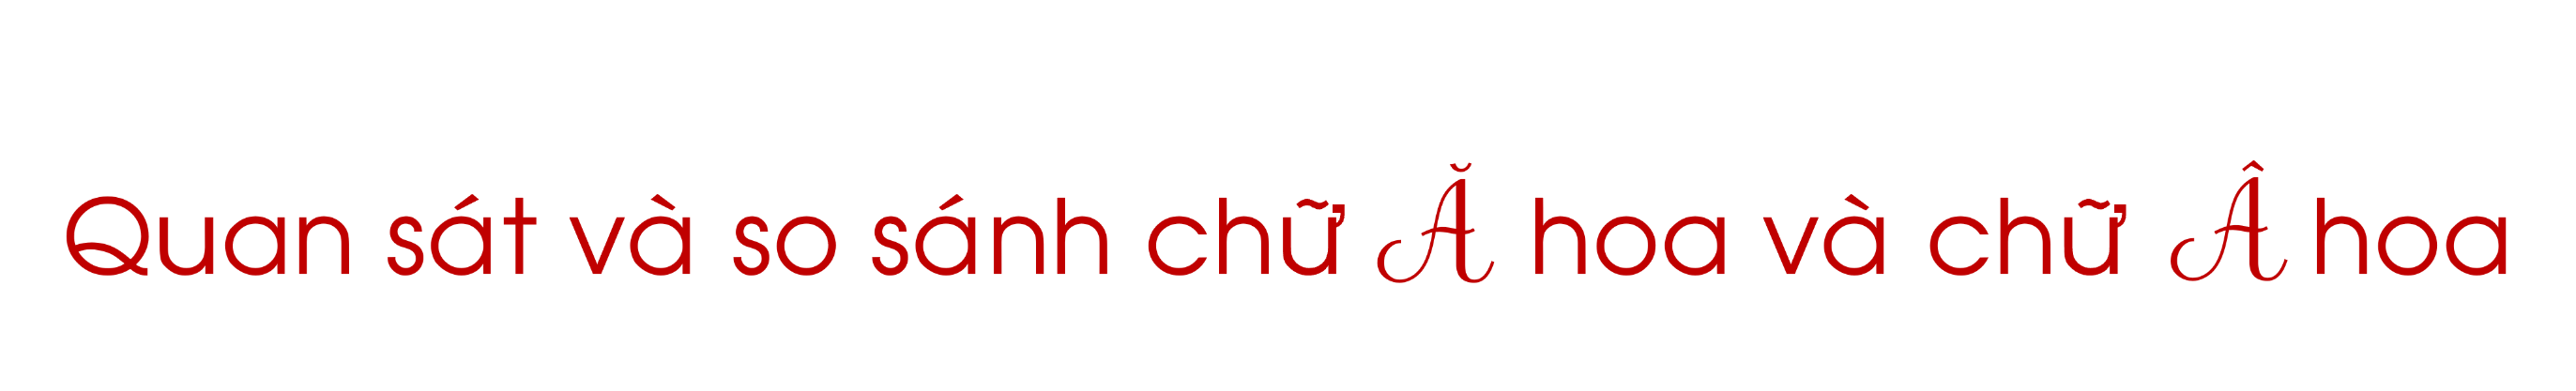 Quan sát và so sánh chữ Ă hoa và chữ Â hoa